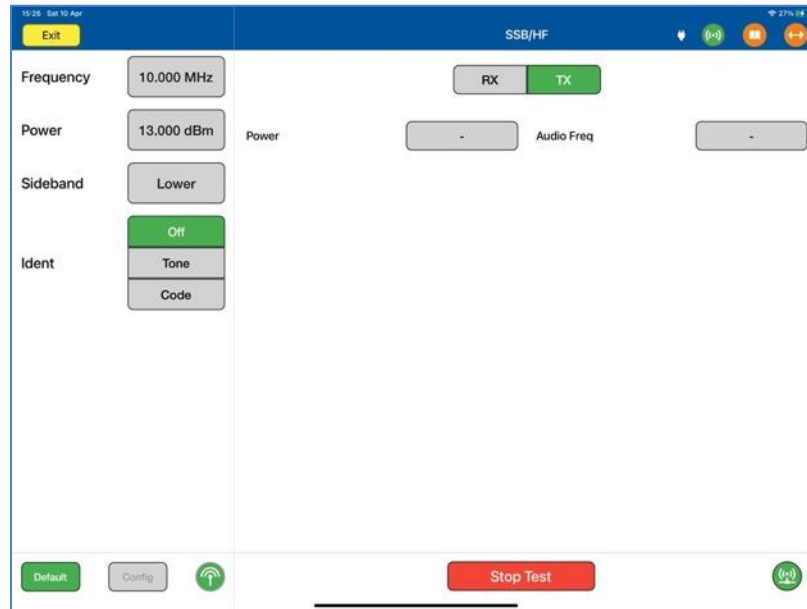 15:26 Sat 10 Apr
27%
Exit
SSB/HF
Frequency
10.000 MHz
RX
TX
Power
13.000 dBm
Power
-
Audio Freq
-
Sideband
Lower
Off
Ident
Tone
Code
Default
Config
Stop Test